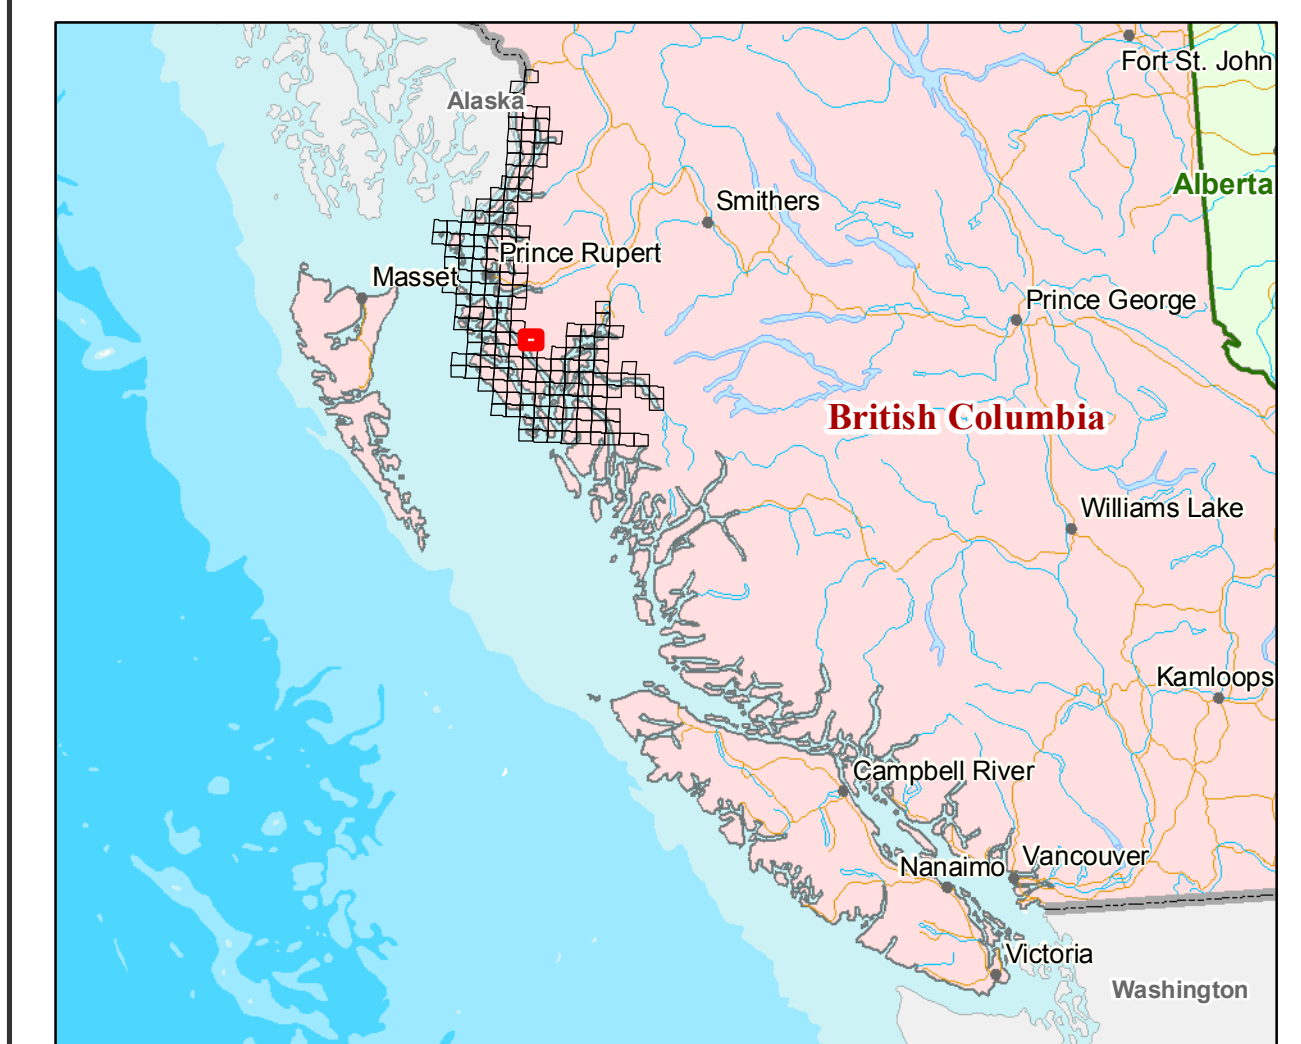 Fort St. John
Alaska
Alberta
Smithers
Prince Rupert
Masset
Prince George
British Columbia
Williams Lake
Kamloops
Campbell River
Vancouver
Nanaimo
Victoria
Washington